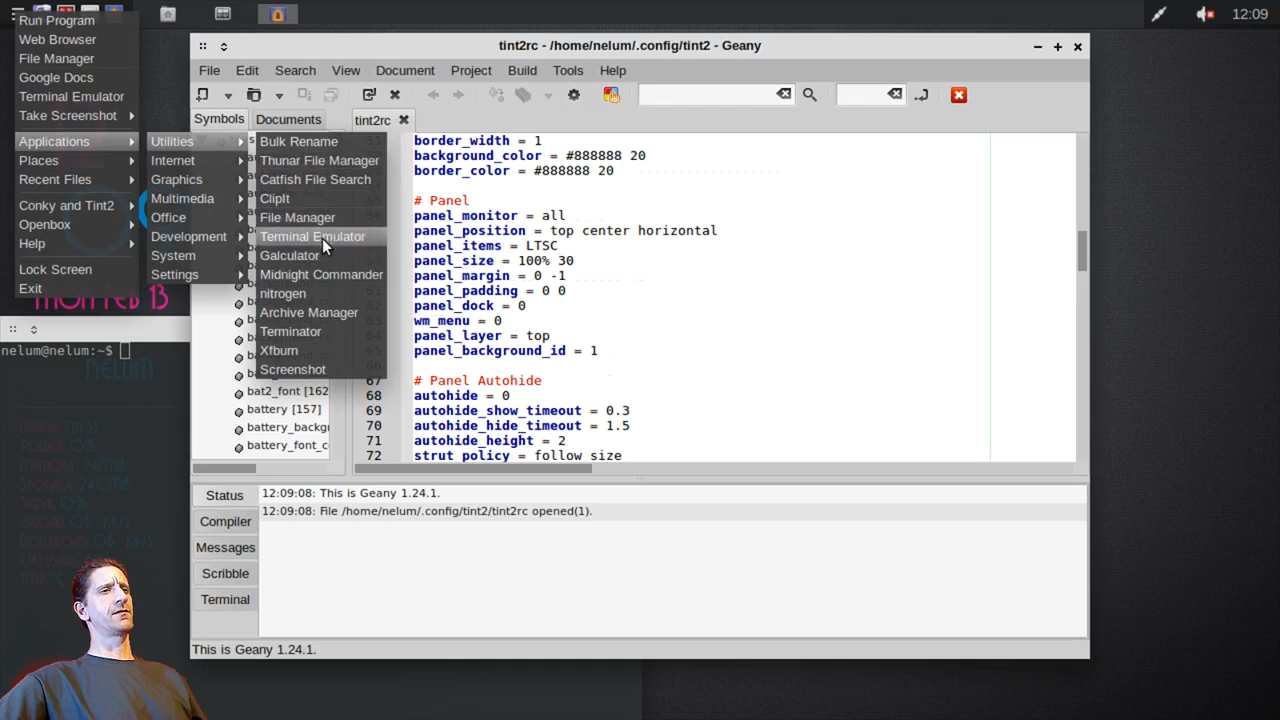 12:09
Run Program
Web Browser
File Manager
Google Docs
Terminal Emulator
Take Screenshot
Applications
Places
Recent Files
Conky and Tint2
Openbox
Help
Lock Screen
Exit
Utilities
Internet
Graphics
Multimedia
Office
Development
System
Settings
Bulk Rename
Thunar File Manager
Catfish File Search
ClipIt
File Manager
Terminal Emulator
Galculator
Midnight Commander
nitrogen
Archive Manager
Terminator
Xfburn
Screenshot
tint2rc - /home/nelum/.config/tint2 - Geany
File Edit Search View Document Project Build Tools Help
Symbols Documents
tint2rc
border_width = 1
background_color = #888888 20
border_color = #888888 20
# Panel
panel_monitor = all
panel_position = top center horizontal
panel_items = LTSC
panel_size = 100% 30
panel_margin = 0 -1
panel_padding = 0 0
panel_dock = 0
wm_menu = 0
panel_layer = top
panel_background_id = 1
67 # Panel Autohide
68 autohide = 0
69 autohide_show_timeout = 0.3
70 autohide_hide_timeout = 1.5
71 autohide_height = 2
72 strut_policy = follow_size
bat2_font [162
battery [157]
battery_backgr
battery_font_c
Status
Compiler
Messages
Scribble
Terminal
12:09:08: This is Geany 1.24.1.
12:09:08: File /home/nelum/.config/tint2/tint2rc opened(1).
This is Geany 1.24.1.
MON FEB 13
nelum@nelum:~$
NELUM